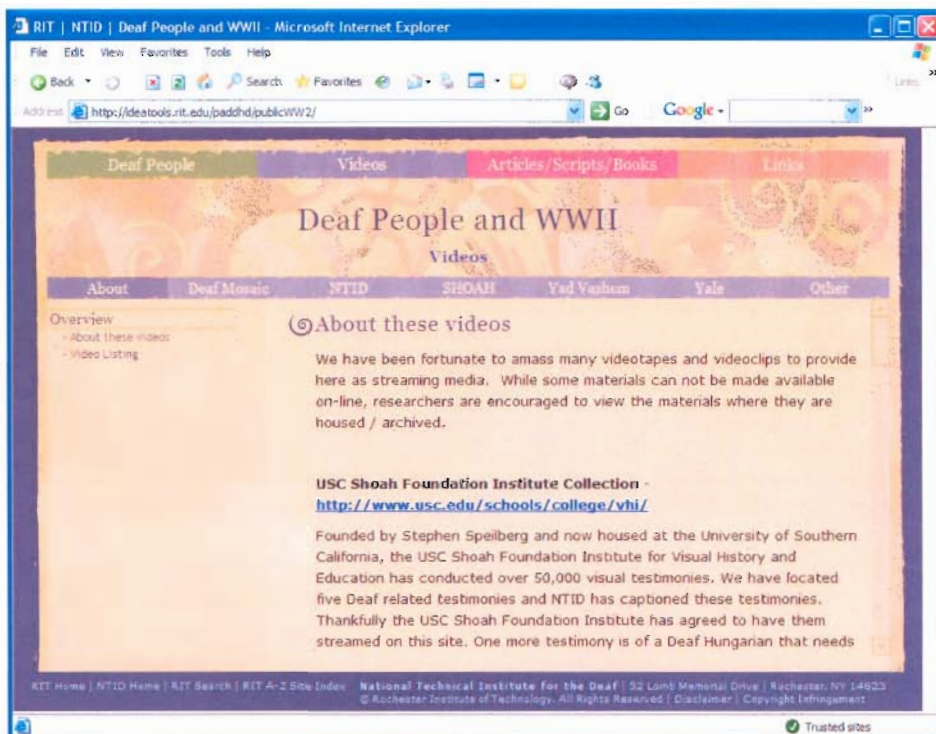 RIT | NTID | Deaf People and WWII - Microsoft Internet Explorer
File Edit View Favorites Tools Help
Back Search Favorites Links
Address http://ideatools.rit.edu/paddhd/publicWW2/ Go Google
Deaf People Videos Articles/Scripts/Books Links
Deaf People and WWII
Videos
About Deaf Mosaic NTID SHOAH Yad Vashem Yale Other
Overview
- About these videos
- Video Listing
About these videos
We have been fortunate to amass many videotapes and videoclips to provide
here as streaming media. While some materials can not be made available
on-line, researchers are encouraged to view the materials where they are
housed / archived.
USC Shoah Foundation Institute Collection -
http://www.usc.edu/schools/college/vhi/
Founded by Stephen Speilberg and now housed at the University of Southern
California, the USC Shoah Foundation Institute for Visual History and
Education has conducted over 50,000 visual testimonies. We have located
five Deaf related testimonies and NTID has captioned these testimonies.
Thankfully the USC Shoah Foundation Institute has agreed to have them
streamed on this site. One more testimony is of a Deaf Hungarian that needs
RIT Home | NTID Home | RIT Search | RIT A-Z Site Index National Technical Institute for the Deaf | 52 Lomb Memorial Drive | Rochester, NY 14623
© Rochester Institute of Technology. All Rights Reserved | Disclaimer | Copyright Infringement
Trusted sites